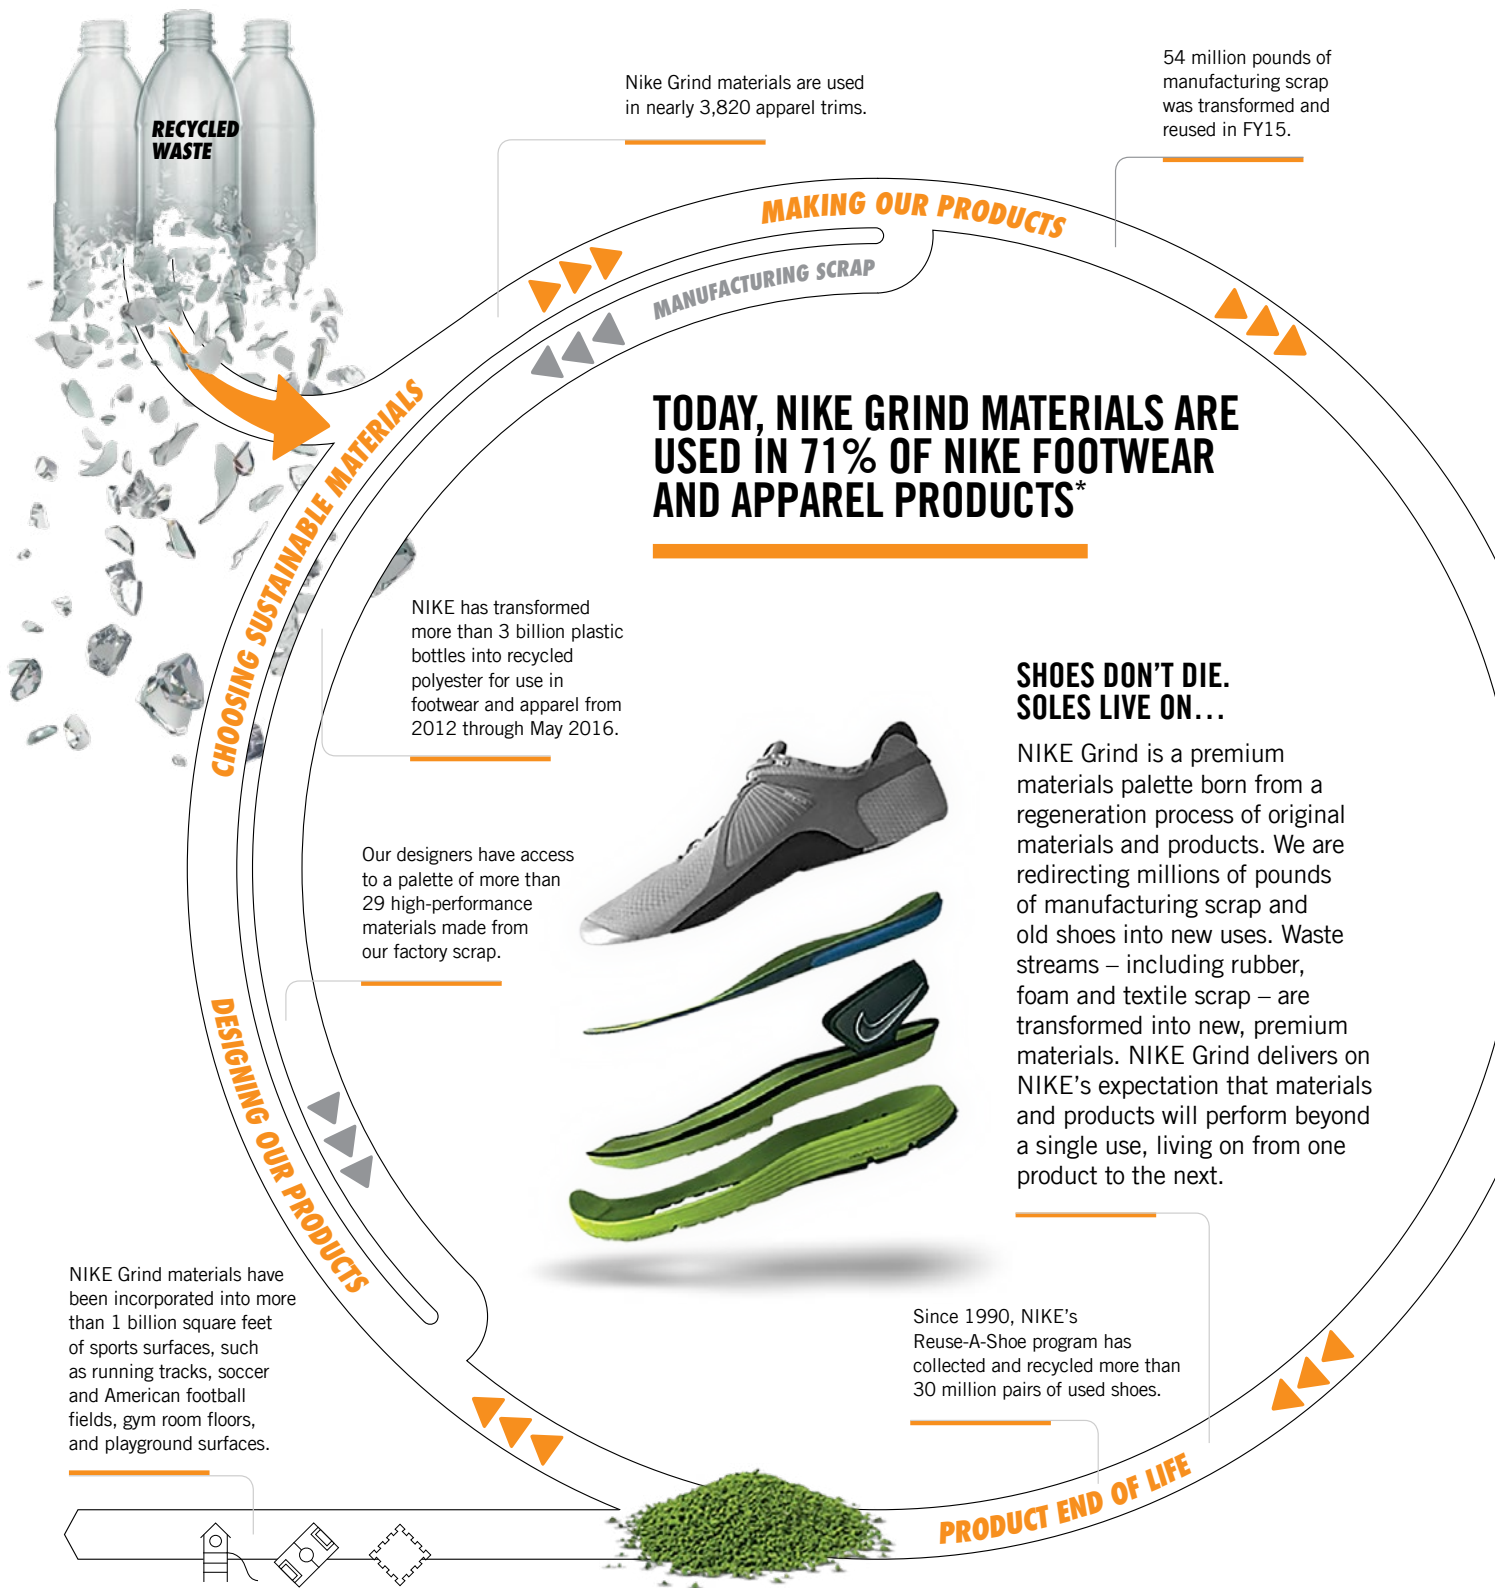 RECYCLED
WASTE
Nike Grind materials are used
in nearly 3,820 apparel trims.
54 million pounds of
manufacturing scrap
was transformed and
reused in FY15.
MAKING OUR PRODUCTS
MANUFACTURING SCRAP
CHOOSING SUSTAINABLE MATERIALS
TODAY, NIKE GRIND MATERIALS ARE
USED IN 71% OF NIKE FOOTWEAR
AND APPAREL PRODUCTS*
NIKE has transformed
more than 3 billion plastic
bottles into recycled
polyester for use in
footwear and apparel from
2012 through May 2016.
SHOES DON'T DIE.
SOLES LIVE ON...
NIKE Grind is a premium
materials palette born from a
regeneration process of original
materials and products. We are
redirecting millions of pounds
of manufacturing scrap and
old shoes into new uses. Waste
streams – including rubber,
foam and textile scrap – are
transformed into new, premium
materials. NIKE Grind delivers on
NIKE's expectation that materials
and products will perform beyond
a single use, living on from one
product to the next.
Our designers have access
to a palette of more than
29 high-performance
materials made from
our factory scrap.
DESIGNING OUR PRODUCTS
NIKE Grind materials have
been incorporated into more
than 1 billion square feet
of sports surfaces, such
as running tracks, soccer
and American football
fields, gym room floors,
and playground surfaces.
Since 1990, NIKE's
Reuse-A-Shoe program has
collected and recycled more than
30 million pairs of used shoes.
PRODUCT END OF LIFE